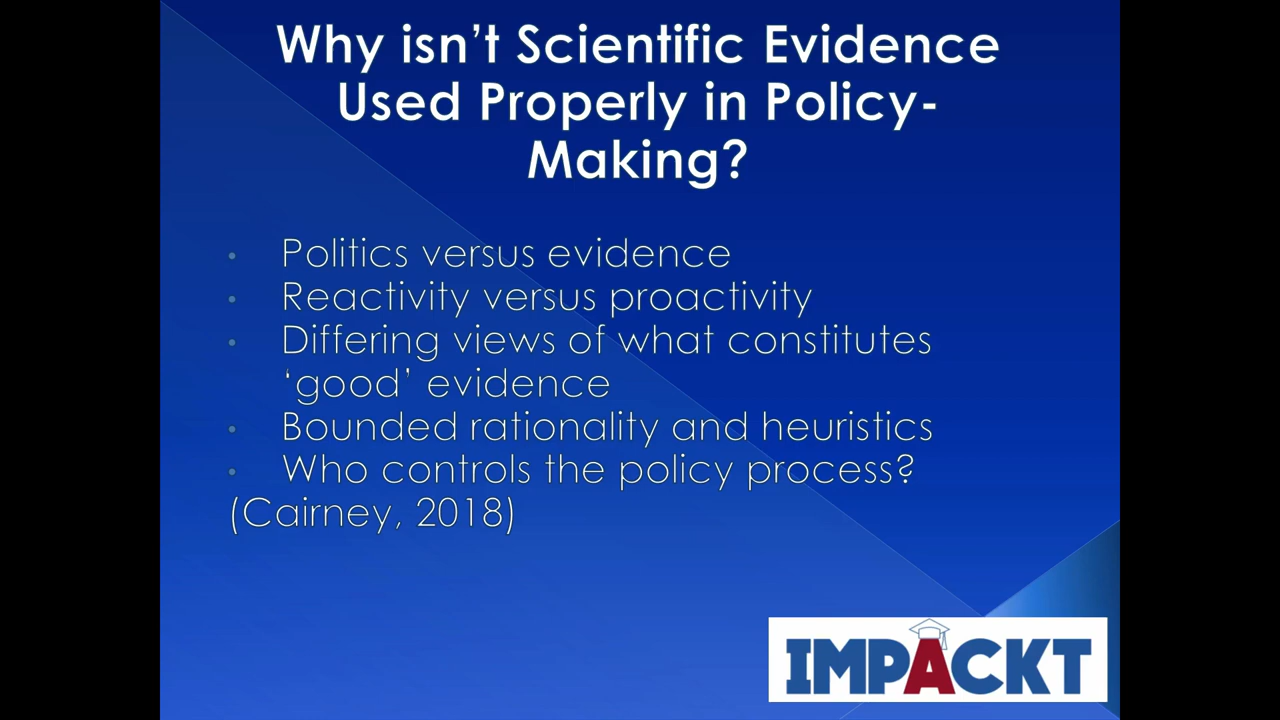 Why isn’t Scientific Evidence
Used Properly in Policy-
Making?
• Politics versus evidence
• Reactivity versus proactivity
• Differing views of what constitutes
‘good’ evidence
• Bounded rationality and heuristics
• Who controls the policy process?
(Cairney, 2018)
IMPACKT